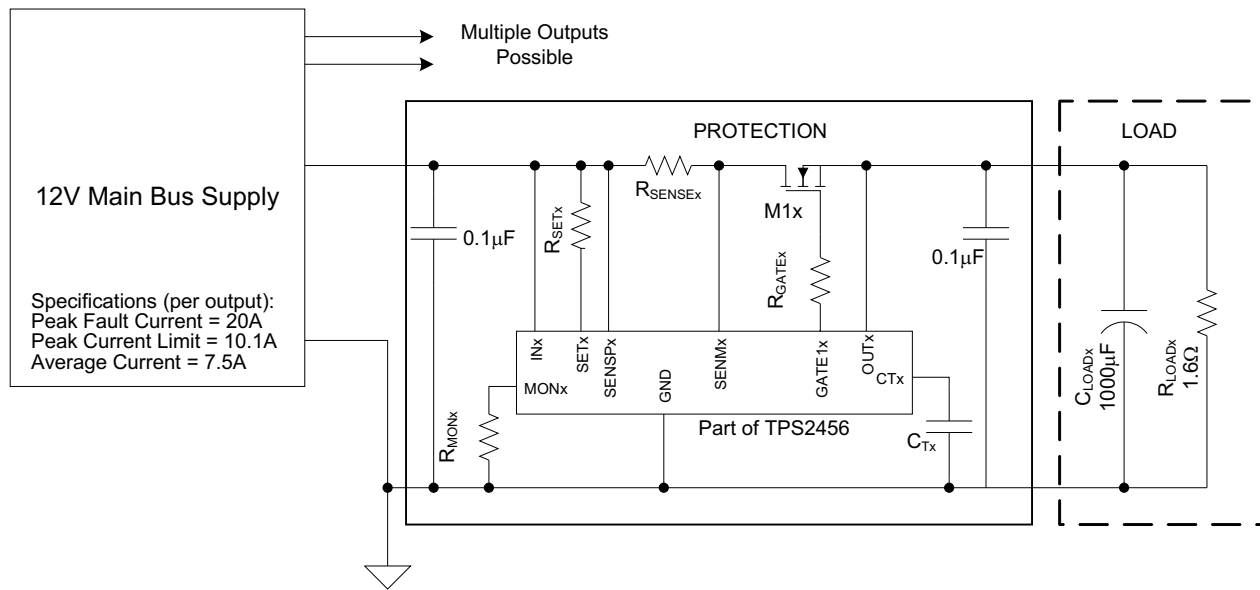 Multiple Outputs
Possible
PROTECTION
LOAD
12V Main Bus Supply
Specifications (per output):
Peak Fault Current = 20A
Peak Current Limit = 10.1A
Average Current = 7.5A
0.1μF
RSETx
RSENSEx
M1x
RGATEx
0.1μF
INx
SETx
SENSPx
SENMx
GATE1x
OUTx
MONx
GND
CTx
Part of TPS2456
RMONx
CTx
CLOADx
1000μF
RLOADx
1.6Ω